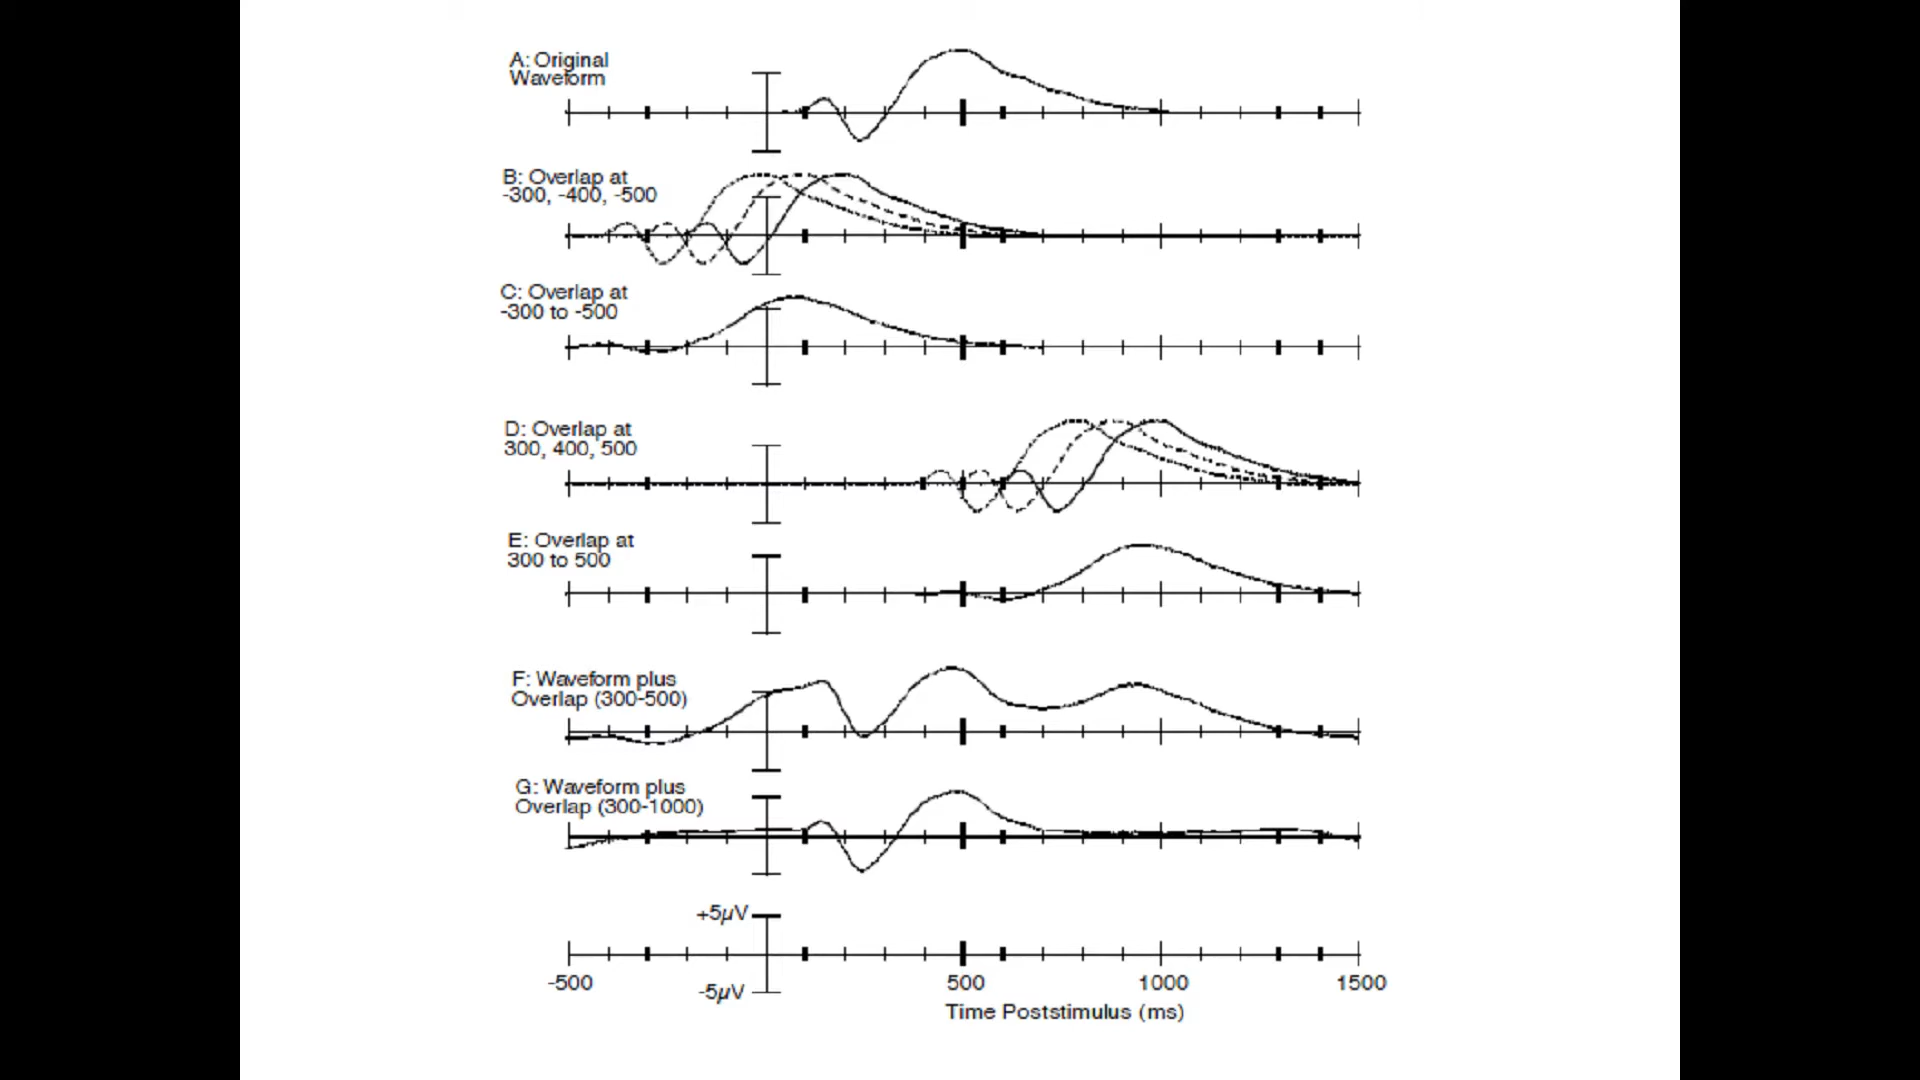 A: Original
Waveform
B: Overlap at
-300, -400, -500
C: Overlap at
-300 to -500
D: Overlap at
300, 400, 500
E: Overlap at
300 to 500
F: Waveform plus
Overlap (300-500)
G: Waveform plus
Overlap (300-1000)
+5µV
-5µV
-500 500 1000 1500
Time Poststimulus (ms)